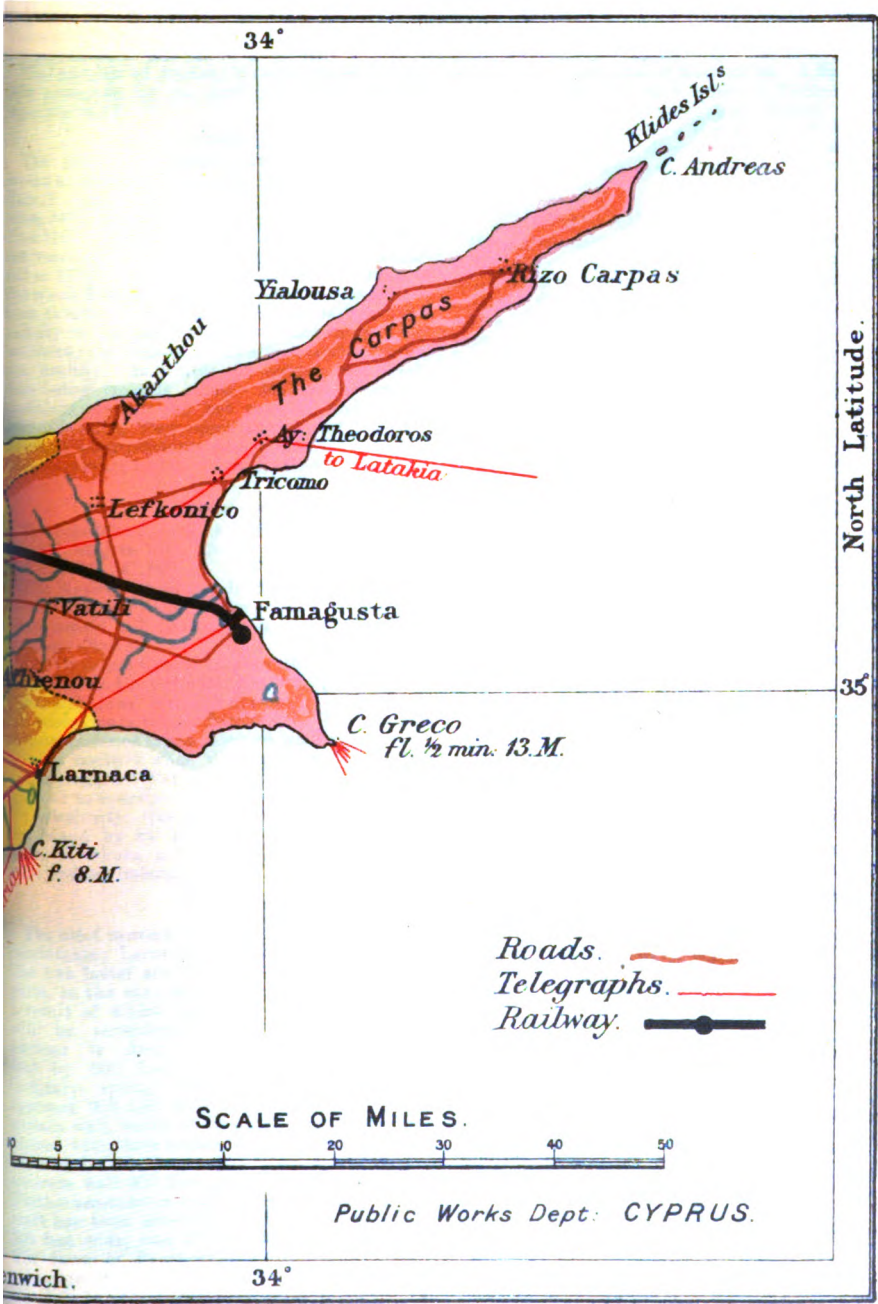 34°
Klides Isl.s
C. Andreas
Rizo Carpas
Yialousa
The Carpas
Akanthou
Ay: Theodoros
to Latakia
Tricomo
Lefkonico
North Latitude.
Famagusta
Vatili
35°
C. Greco
fl. ½ min: 13. M.
Larnaca
C. Kiti
f. 8. M.
Roads.
Telegraphs.
Railway.
SCALE OF MILES.
10 5 0 10 20 30 40 50
Public Works Dept: CYPRUS.
enwich.
34°